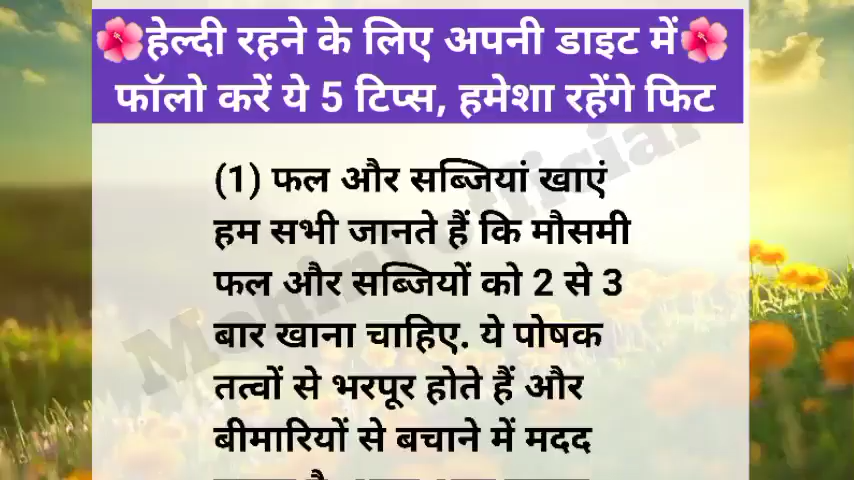 हेल्दी रहने के लिए अपनी डाइट में
फॉलो करें ये 5 टिप्स, हमेशा रहेंगे फिट
(1) फल और सब्जियां खाएं
हम सभी जानते हैं कि मौसमी
फल और सब्जियों को 2 से 3
बार खाना चाहिए. ये पोषक
तत्वों से भरपूर होते हैं और
बीमारियों से बचाने में मदद